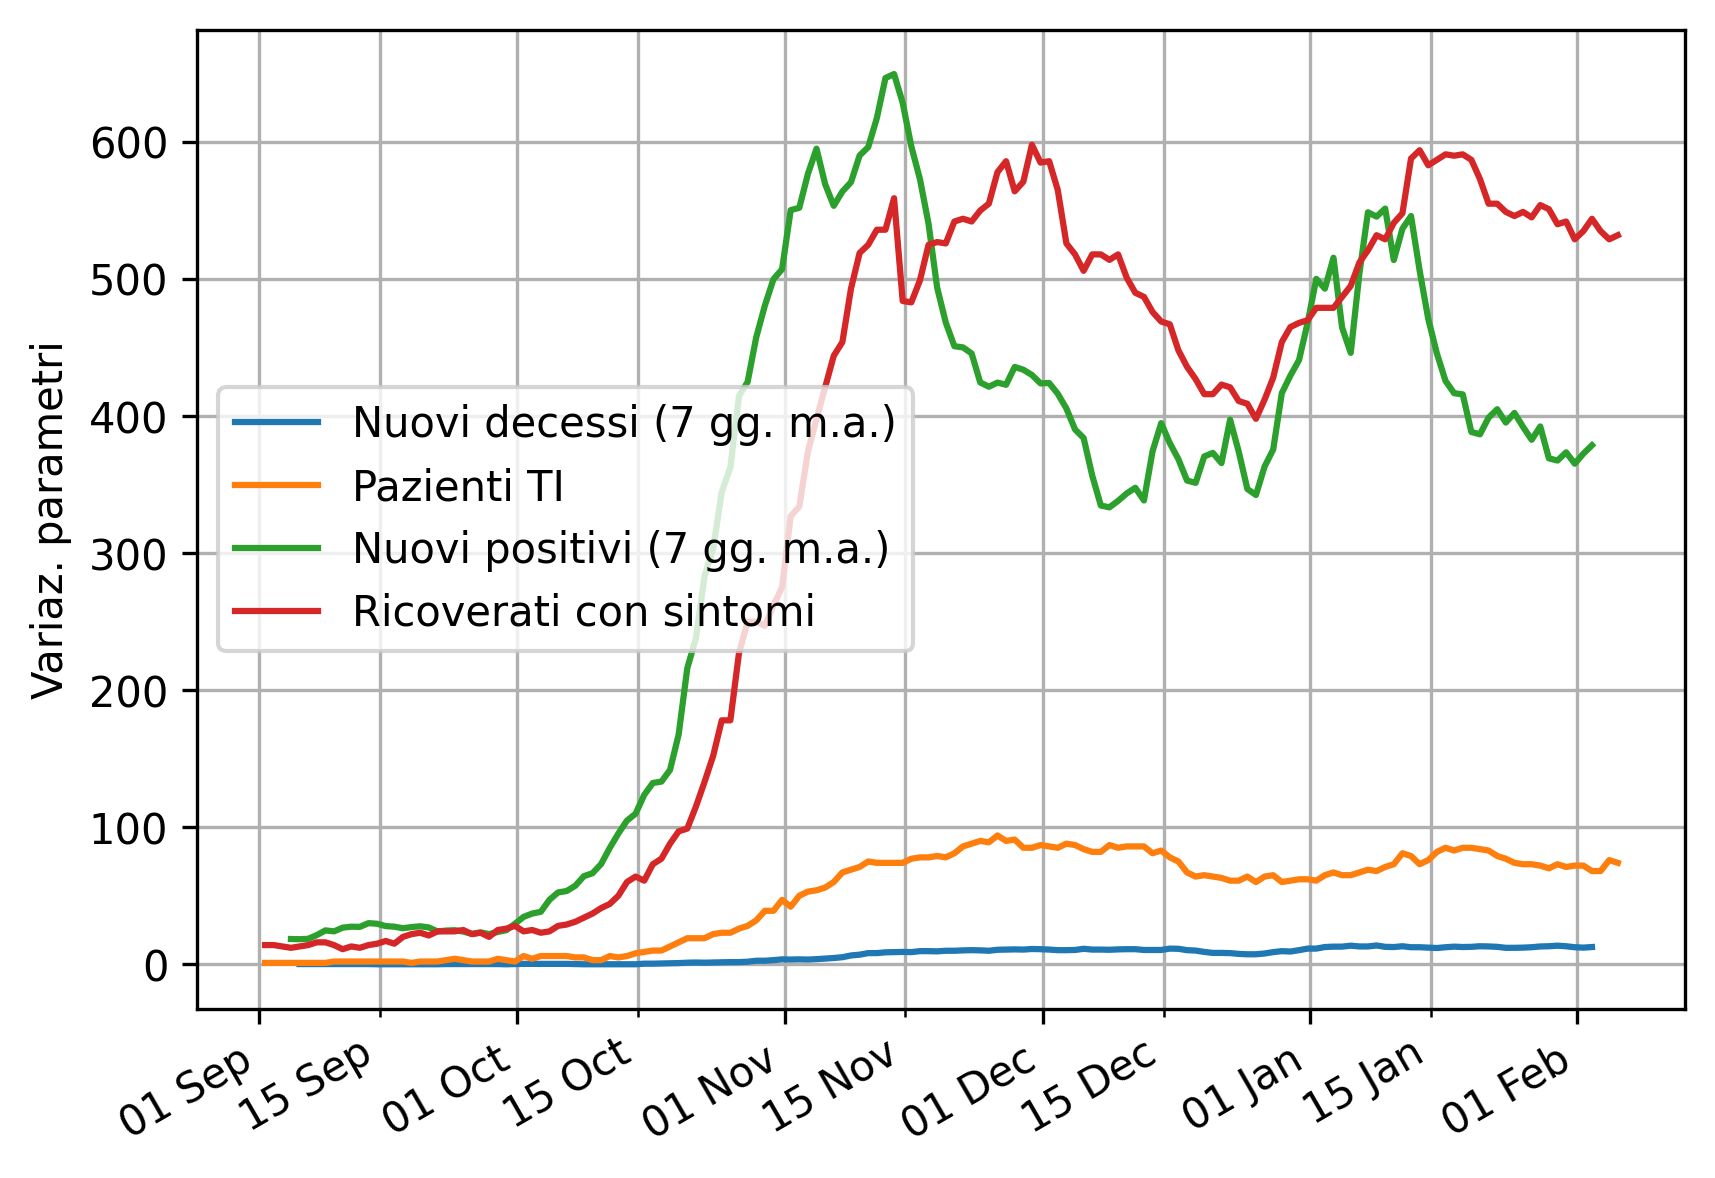 Variaz. parametri
600
500
400
300
200
100
0
Nuovi decessi (7 gg. m.a.)
Pazienti TI
Nuovi positivi (7 gg. m.a.)
Ricoverati con sintomi
01 Sep
15 Sep
01 Oct
15 Oct
01 Nov
15 Nov
01 Dec
15 Dec
01 Jan
15 Jan
01 Feb